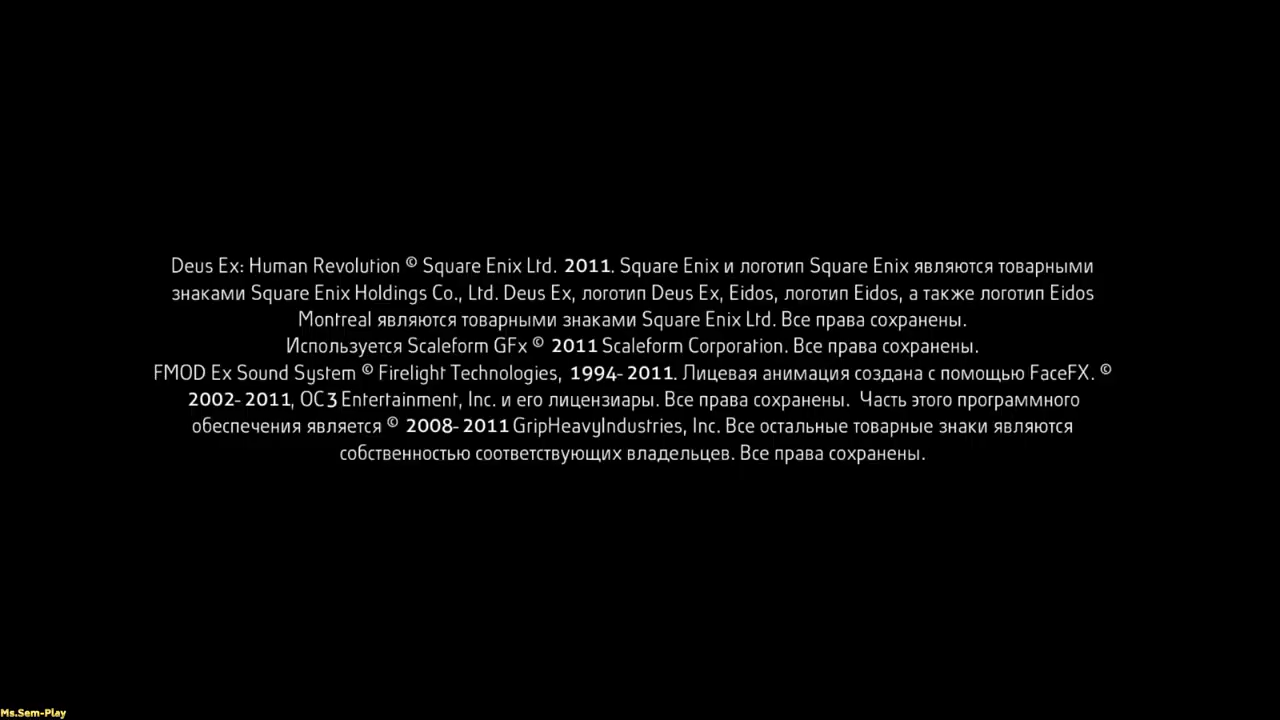 Deus Ex: Human Revolution © Square Enix Ltd. 2011. Square Enix и логотип Square Enix являются товарными
знаками Square Enix Holdings Co., Ltd. Deus Ex, логотип Deus Ex, Eidos, логотип Eidos, а также логотип Eidos
Montreal являются товарными знаками Square Enix Ltd. Все права сохранены.
Используется Scaleform GFx © 2011 Scaleform Corporation. Все права сохранены.
FMOD Ex Sound System © Firelight Technologies, 1994-2011. Лицевая анимация создана с помощью FaceFX. ©
2002-2011, OC3 Entertainment, Inc. и его лицензиары. Все права сохранены. Часть этого программного
обеспечения является © 2008-2011 GripHeavyIndustries, Inc. Все остальные товарные знаки являются
собственностью соответствующих владельцев. Все права сохранены.
Ms.Sem-Play